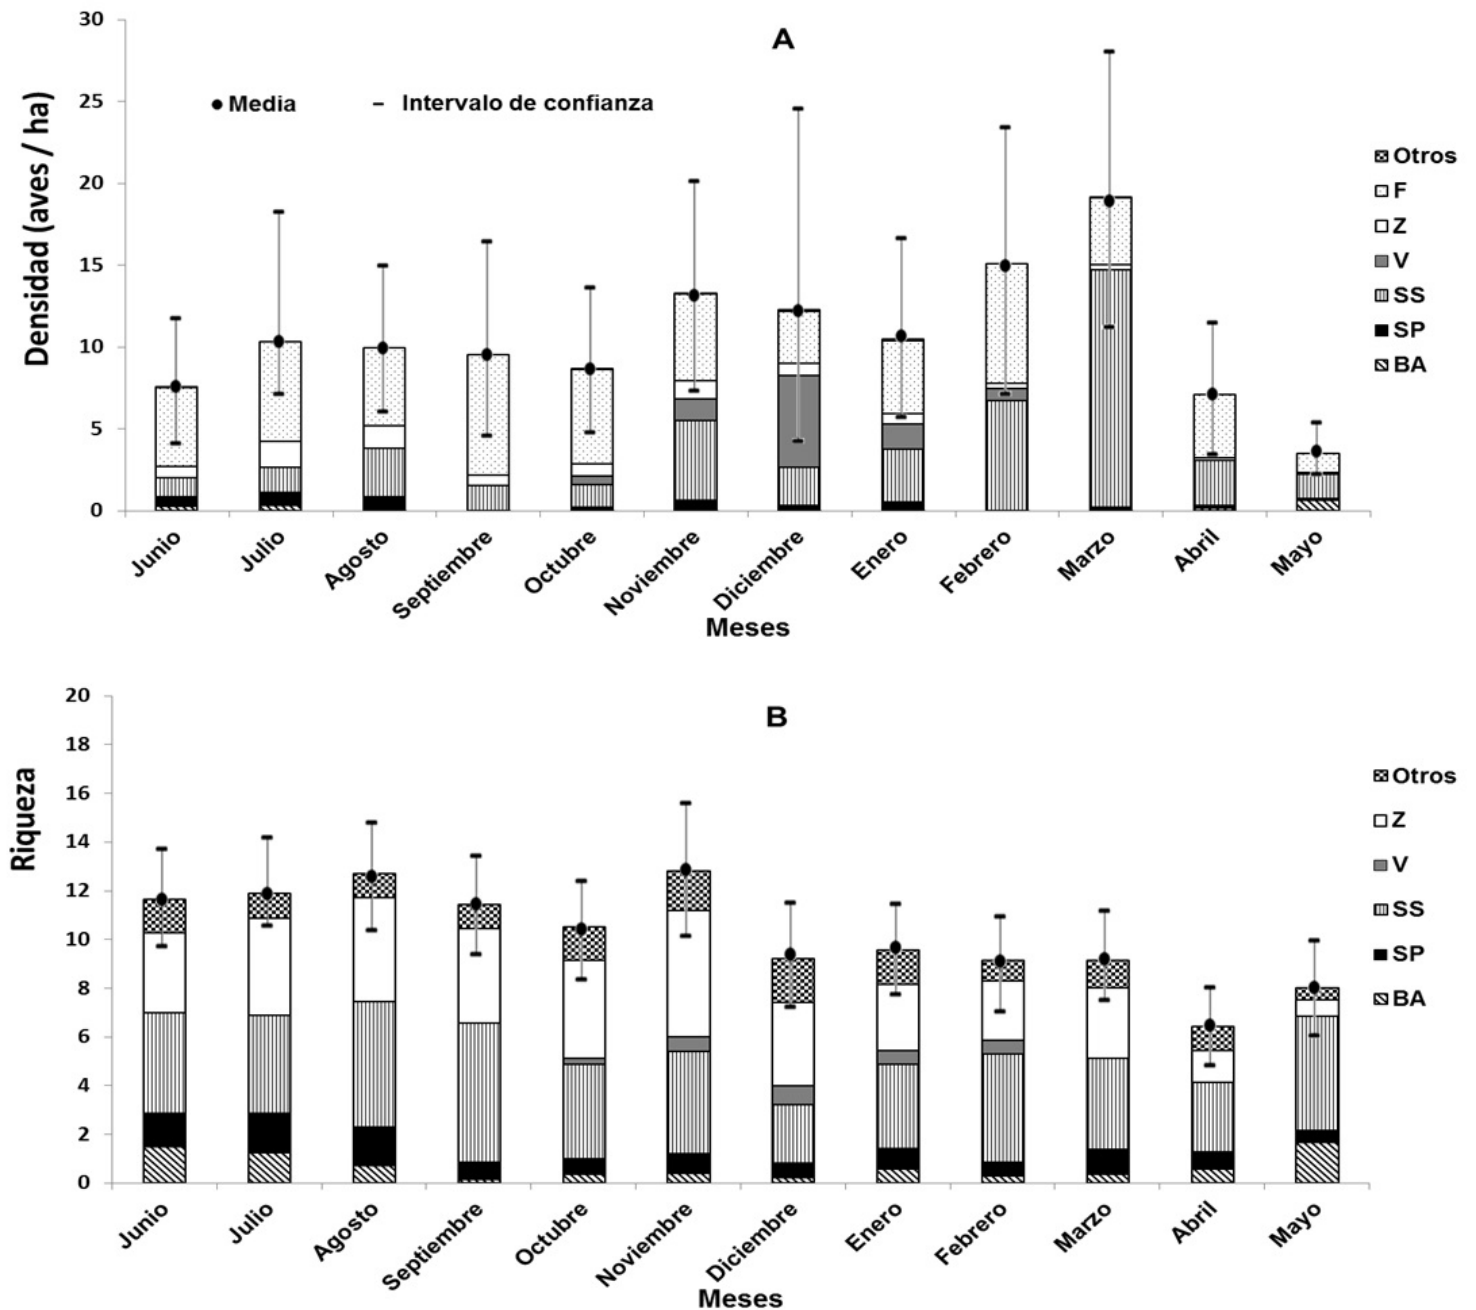 A
Densidad (aves / ha)
30
25
20
15
10
5
0
Media
Intervalo de confianza
Otros
F
Z
V
SS
SP
BA
Junio
Julio
Agosto
Septiembre
Octubre
Noviembre
Diciembre
Enero
Febrero
Marzo
Abril
Mayo
Meses
B
Riqueza
20
18
16
14
12
10
8
6
4
2
0
Otros
Z
V
SS
SP
BA
Junio
Julio
Agosto
Septiembre
Octubre
Noviembre
Diciembre
Enero
Febrero
Marzo
Abril
Mayo
Meses